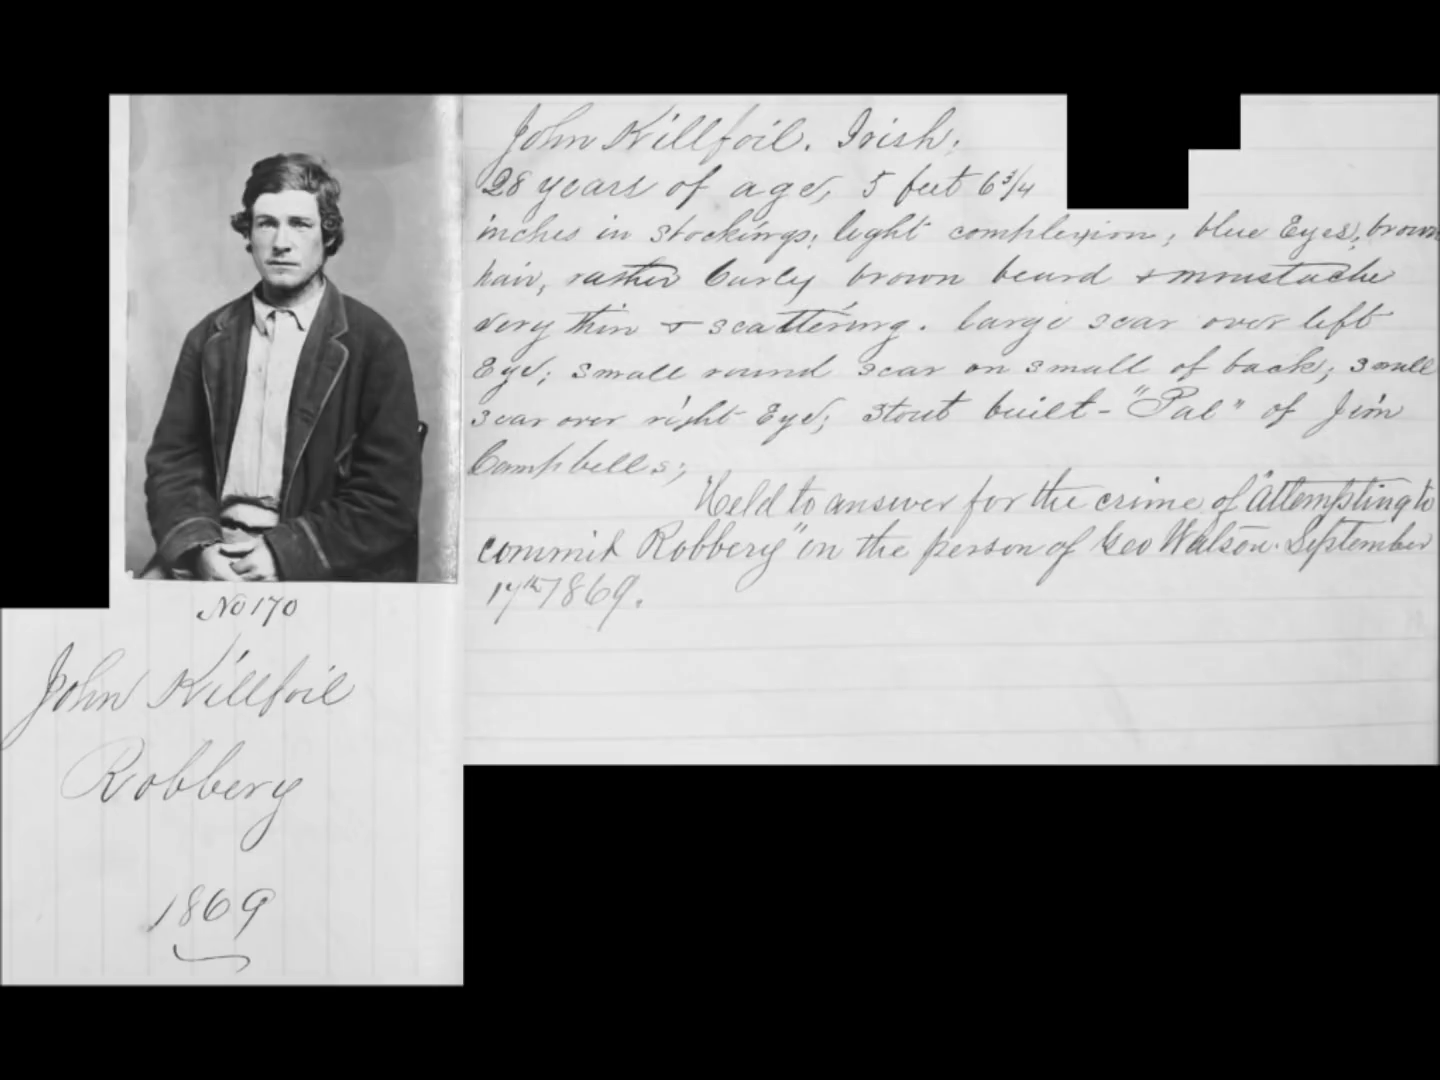 John Killfoil. Irish.
28 years of age, 5 feet 6 3/4
inches in stockings; light complexion; blue Eyes; brown
hair, rather Curly brown beard & moustache
very thin & scattering. large scar over left
Eye; small round scar on small of back; small
scar over right Eye; stout built - "Pal" of Jim
Campbells;
Held to answer for the crime of "attempting to
commit Robbery" on the person of Geo Watson. September
17th 1869.
No 170
John Killfoil
Robbery
1869